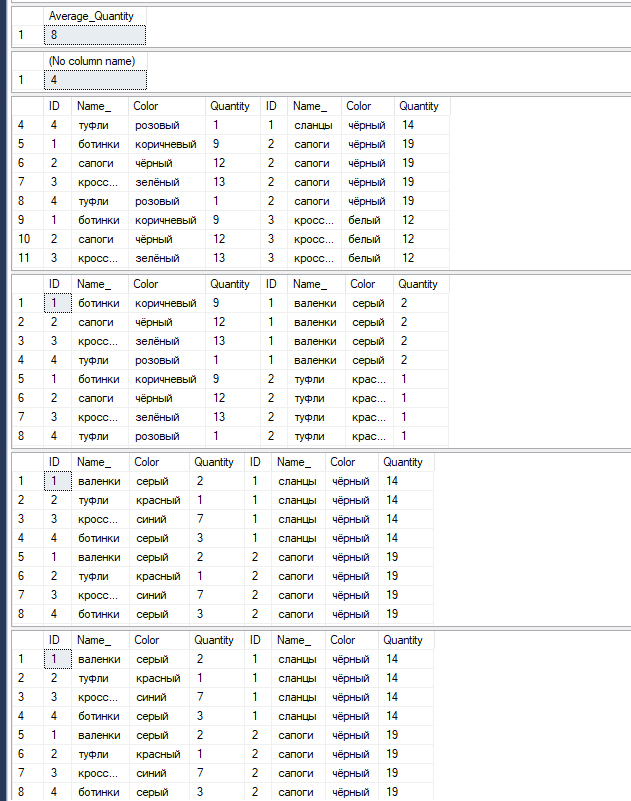 Average_Quantity
1 8
(No column name)
1 4
ID Name_ Color Quantity ID Name_ Color Quantity
4 4 туфли розовый 1 1 сланцы чёрный 14
5 1 ботинки коричневый 9 2 сапоги чёрный 19
6 2 сапоги чёрный 12 2 сапоги чёрный 19
7 3 кросс... зелёный 13 2 сапоги чёрный 19
8 4 туфли розовый 1 2 сапоги чёрный 19
9 1 ботинки коричневый 9 3 кросс... белый 12
10 2 сапоги чёрный 12 3 кросс... белый 12
11 3 кросс... зелёный 13 3 кросс... белый 12
ID Name_ Color Quantity ID Name_ Color Quantity
1 1 ботинки коричневый 9 1 валенки серый 2
2 2 сапоги чёрный 12 1 валенки серый 2
3 3 кросс... зелёный 13 1 валенки серый 2
4 4 туфли розовый 1 1 валенки серый 2
5 1 ботинки коричневый 9 2 туфли крас... 1
6 2 сапоги чёрный 12 2 туфли крас... 1
7 3 кросс... зелёный 13 2 туфли крас... 1
8 4 туфли розовый 1 2 туфли крас... 1
ID Name_ Color Quantity ID Name_ Color Quantity
1 1 валенки серый 2 1 сланцы чёрный 14
2 2 туфли красный 1 1 сланцы чёрный 14
3 3 кросс... синий 7 1 сланцы чёрный 14
4 4 ботинки серый 3 1 сланцы чёрный 14
5 1 валенки серый 2 2 сапоги чёрный 19
6 2 туфли красный 1 2 сапоги чёрный 19
7 3 кросс... синий 7 2 сапоги чёрный 19
8 4 ботинки серый 3 2 сапоги чёрный 19
ID Name_ Color Quantity ID Name_ Color Quantity
1 1 валенки серый 2 1 сланцы чёрный 14
2 2 туфли красный 1 1 сланцы чёрный 14
3 3 кросс... синий 7 1 сланцы чёрный 14
4 4 ботинки серый 3 1 сланцы чёрный 14
5 1 валенки серый 2 2 сапоги чёрный 19
6 2 туфли красный 1 2 сапоги чёрный 19
7 3 кросс... синий 7 2 сапоги чёрный 19
8 4 ботинки серый 3 2 сапоги чёрный 19